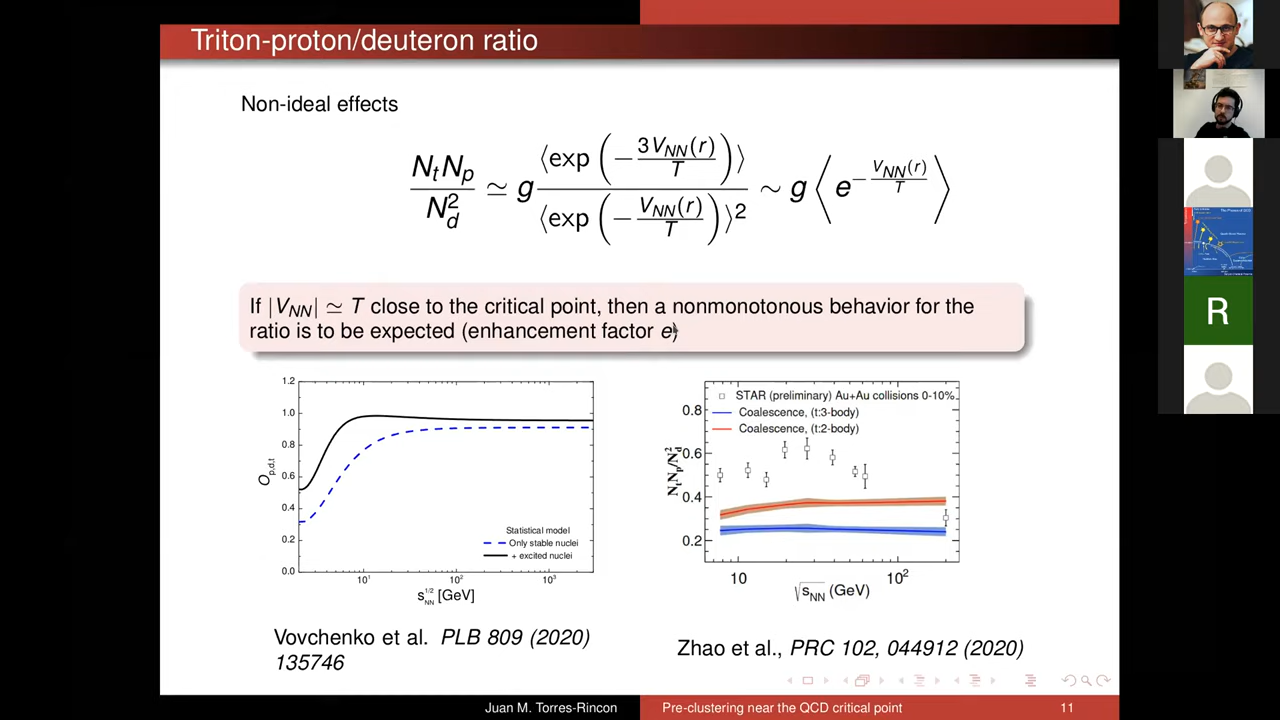 Triton-proton/deuteron ratio
Non-ideal effects
N_t N_p / N_d^2 ≃ g ⟨exp(−3V_NN(r)/T)⟩ / ⟨exp(−V_NN(r)/T)⟩^2 ∼ g ⟨e^{−V_NN(r)/T}⟩
If |V_NN| ≃ T close to the critical point, then a nonmonotonous behavior for the
ratio is to be expected (enhancement factor e)
1.2
1.0
0.8
0.6
0.4
0.2
0.0
O_p,d,t
Statistical model
Only stable nuclei
+ excited nuclei
10^1 10^2 10^3
s_NN^1/2 [GeV]
STAR (preliminary) Au+Au collisions 0-10%
Coalescence, (t:3-body)
Coalescence, (t:2-body)
0.8
0.6
0.4
0.2
N_tN_p/N_d^2
10 10^2
√s_NN (GeV)
Vovchenko et al. PLB 809 (2020)
135746
Zhao et al., PRC 102, 044912 (2020)
Juan M. Torres-Rincon Pre-clustering near the QCD critical point 11
R